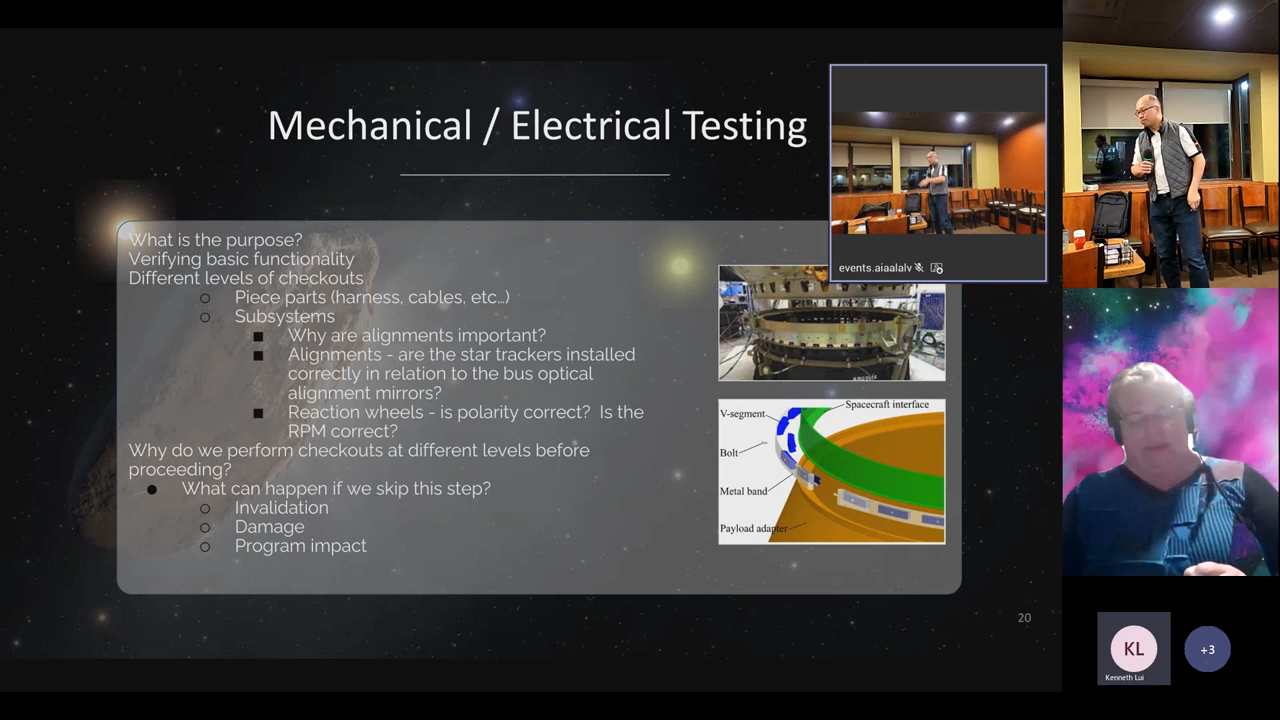 Mechanical / Electrical Testing
What is the purpose?
Verifying basic functionality
Different levels of checkouts
○ Piece parts (harness, cables, etc…)
○ Subsystems
■ Why are alignments important?
■ Alignments - are the star trackers installed
correctly in relation to the bus optical
alignment mirrors?
■ Reaction wheels - is polarity correct? Is the
RPM correct?
Why do we perform checkouts at different levels before
proceeding?
● What can happen if we skip this step?
○ Invalidation
○ Damage
○ Program impact
events.aiaalalv
Spacecraft interface
V-segment
Bolt
Metal band
Payload adapter
20
KL
Kenneth Lui
+3